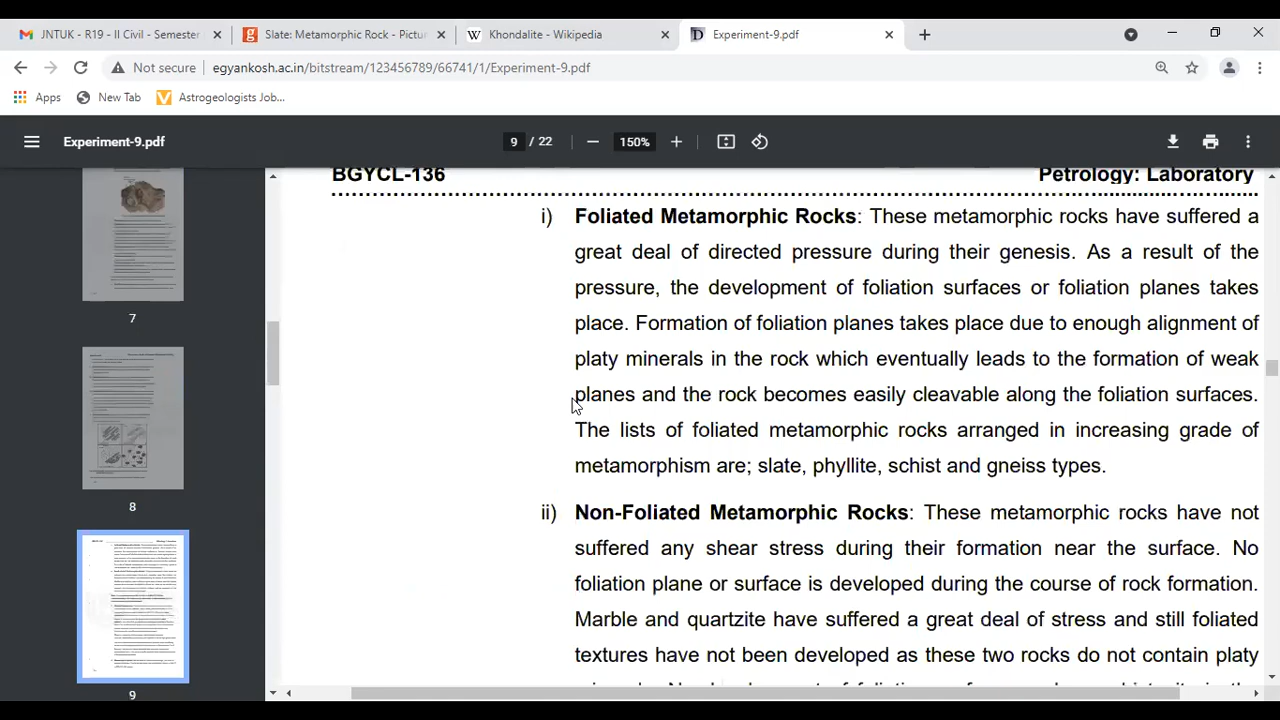 JNTUK - R19 - II Civil - Semester
Slate: Metamorphic Rock - Pictu
Khondalite - Wikipedia
Experiment-9.pdf
Not secure
egyankosh.ac.in/bitstream/123456789/66741/1/Experiment-9.pdf
Apps
New Tab
Astrogeologists Job...
Experiment-9.pdf
9 / 22
150%
BGYCL-136
Petrology: Laboratory
i) Foliated Metamorphic Rocks: These metamorphic rocks have suffered a
great deal of directed pressure during their genesis. As a result of the
pressure, the development of foliation surfaces or foliation planes takes
place. Formation of foliation planes takes place due to enough alignment of
platy minerals in the rock which eventually leads to the formation of weak
planes and the rock becomes easily cleavable along the foliation surfaces.
The lists of foliated metamorphic rocks arranged in increasing grade of
metamorphism are; slate, phyllite, schist and gneiss types.
ii) Non-Foliated Metamorphic Rocks: These metamorphic rocks have not
suffered any shear stress during their formation near the surface. No
foliation plane or surface is developed during the course of rock formation.
Marble and quartzite have suffered a great deal of stress and still foliated
textures have not been developed as these two rocks do not contain platy
7
8
9